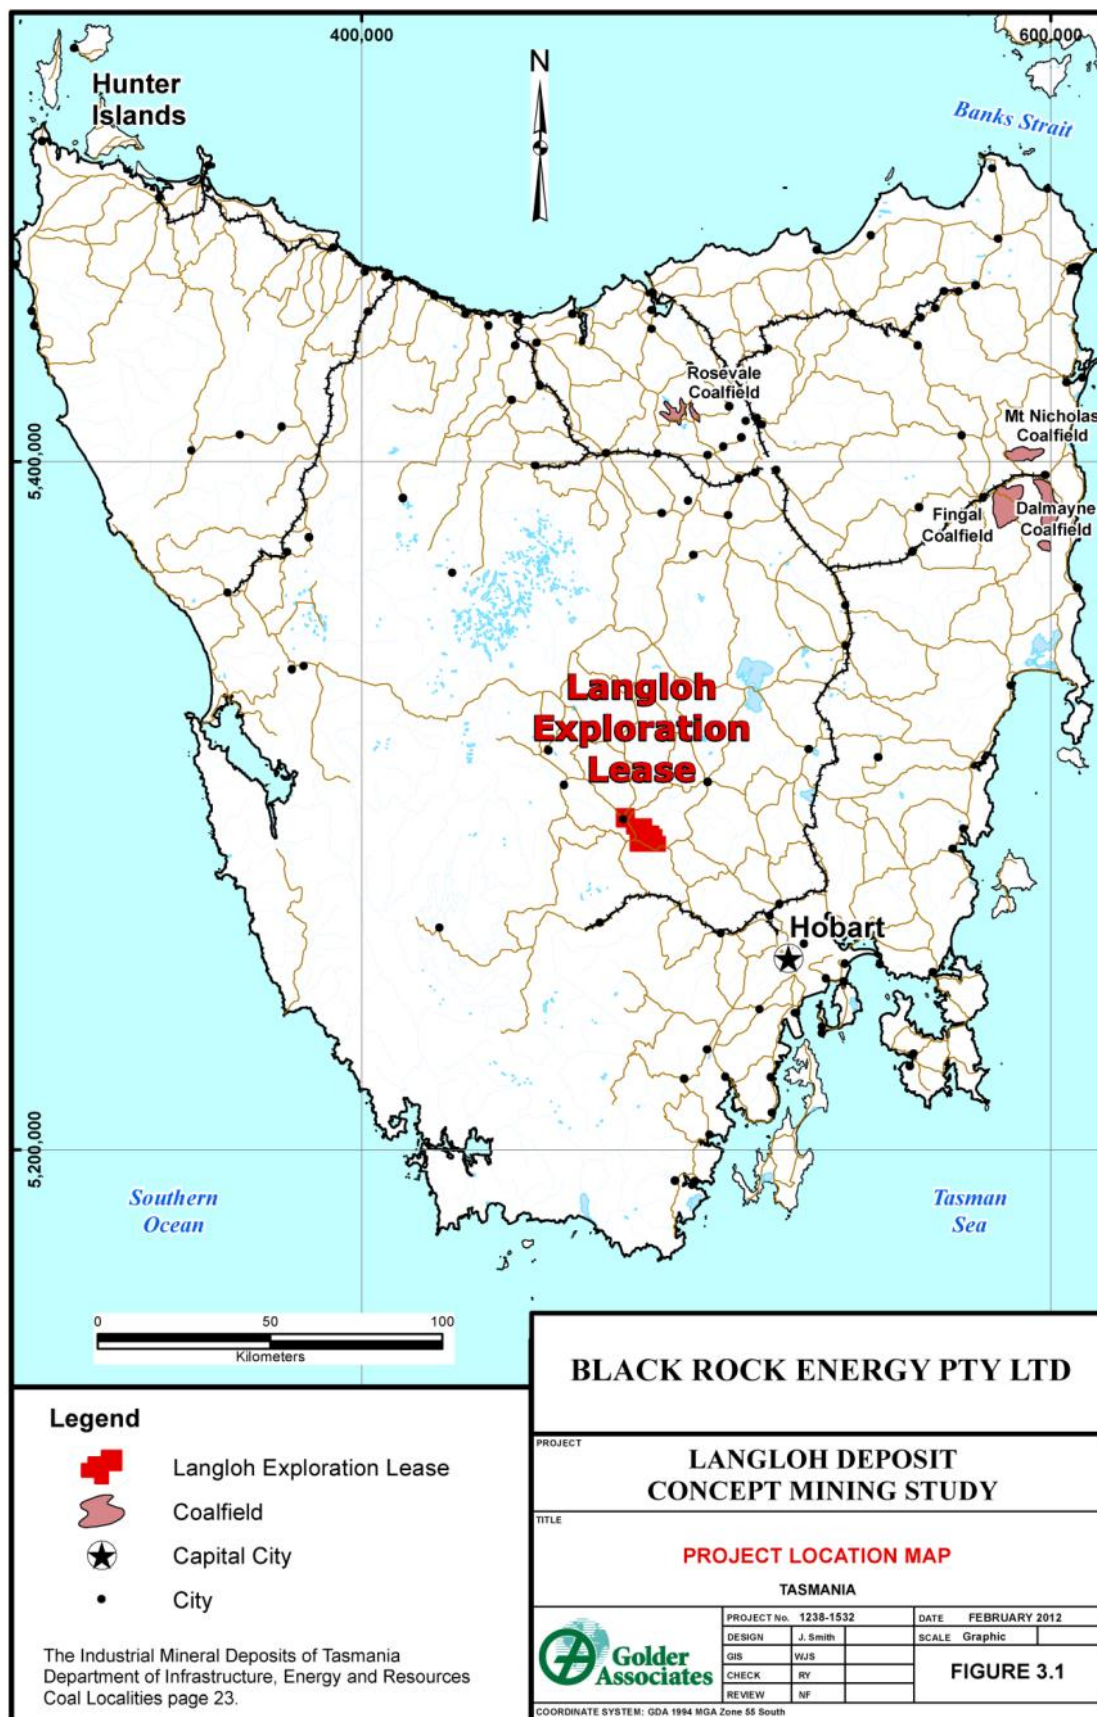 400,000
600,000
N
Hunter
Islands
Banks Strait
Rosevale
Coalfield
Mt Nicholas
Coalfield
5,400,000
Fingal
Coalfield
Dalmayne
Coalfield
Langloh
Exploration
Lease
Hobart
5,200,000
Southern
Ocean
Tasman
Sea
0 50 100
Kilometers
BLACK ROCK ENERGY PTY LTD
Legend
Langloh Exploration Lease
Coalfield
Capital City
City
The Industrial Mineral Deposits of Tasmania
Department of Infrastructure, Energy and Resources
Coal Localities page 23.
PROJECT
LANGLOH DEPOSIT
CONCEPT MINING STUDY
TITLE
PROJECT LOCATION MAP
TASMANIA
Golder
Associates
PROJECT No. 1238-1532
DATE FEBRUARY 2012
DESIGN J. Smith
SCALE Graphic
GIS WJS
CHECK RY
REVIEW NF
FIGURE 3.1
COORDINATE SYSTEM: GDA 1994 MGA Zone 55 South